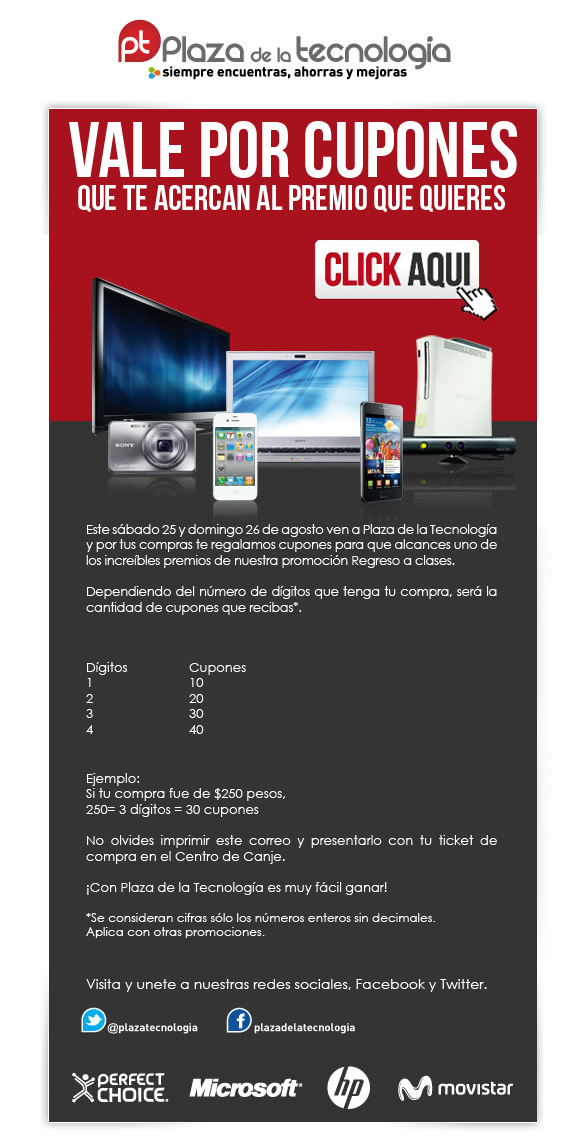 pt Plaza de la tecnología
siempre encuentras, ahorras y mejoras
VALE POR CUPONES
QUE TE ACERCAN AL PREMIO QUE QUIERES
CLICK AQUI
SONY
Este sábado 25 y domingo 26 de agosto ven a Plaza de la Tecnología
y por tus compras te regalamos cupones para que alcances uno de
los increíbles premios de nuestra promoción Regreso a clases.
Dependiendo del número de dígitos que tenga tu compra, será la
cantidad de cupones que recibas*.
Dígitos Cupones
1 10
2 20
3 30
4 40
Ejemplo:
Si tu compra fue de $250 pesos,
250= 3 dígitos = 30 cupones
No olvides imprimir este correo y presentarlo con tu ticket de
compra en el Centro de Canje.
¡Con Plaza de la Tecnología es muy fácil ganar!
*Se consideran cifras sólo los números enteros sin decimales.
Aplica con otras promociones.
Visita y unete a nuestras redes sociales, Facebook y Twitter.
@plazatecnologia plazadelatecnologia
PERFECT CHOICE. Microsoft® hp movistar